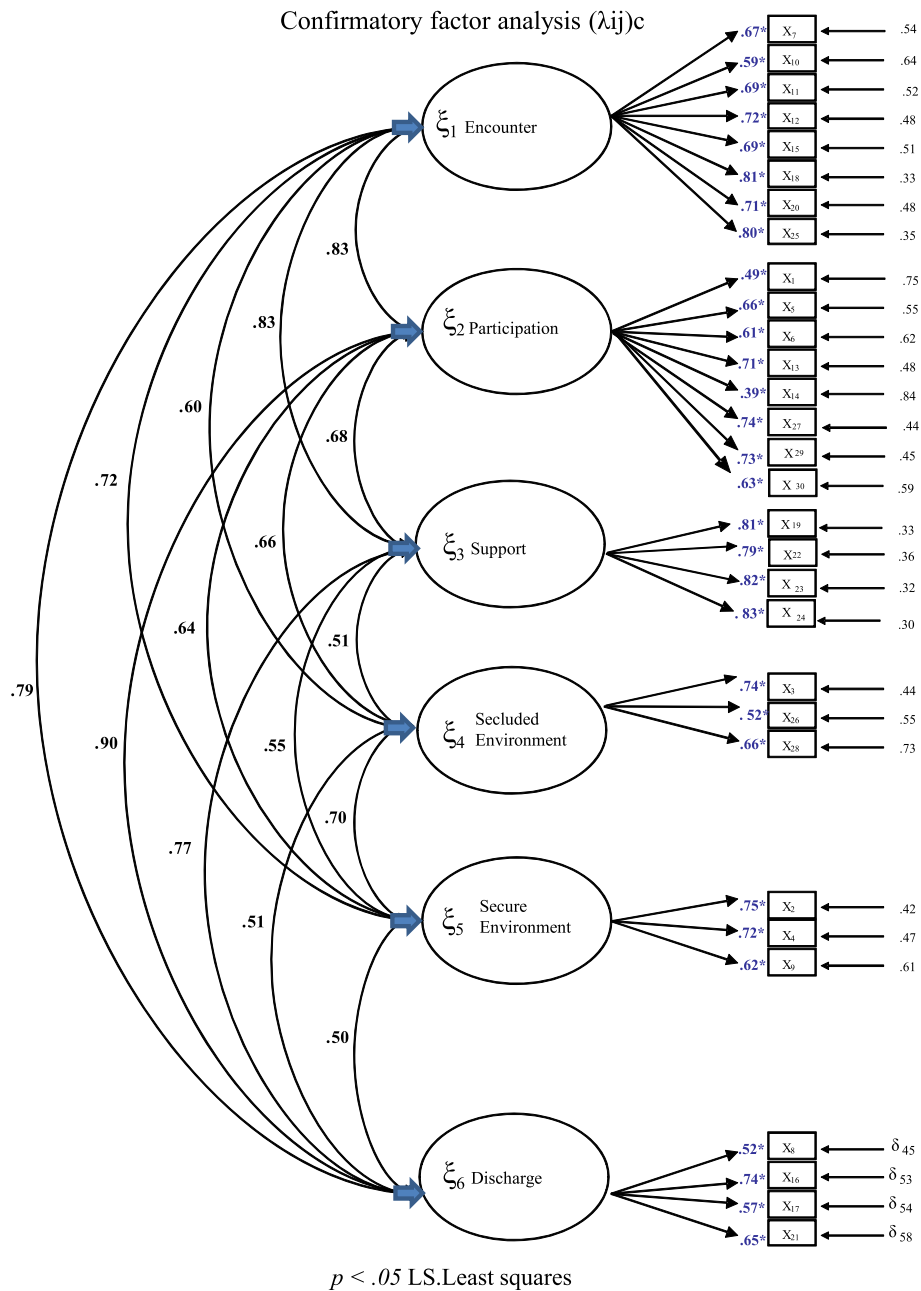 Confirmatory factor analysis (λij)c
.67* X7 .54
.59* X10 .64
.69* X11 .52
.72* X12 .48
.69* X15 .51
.81* X18 .33
.71* X20 .48
.80* X25 .35
ξ1 Encounter
.83
.49* X1 .75
.66* X5 .55
.61* X6 .62
.71* X13 .48
.39* X14 .84
.74* X27 .44
.73* X29 .45
.63* X 30 .59
ξ2 Participation
.83
.60
.68
.72
.81* X 19 .33
.79* X22 .36
.82* X 23 .32
. 83* X 24 .30
ξ3 Support
.66
.64
.51
.79
.74* X3 .44
. 52* X26 .55
.66* X28 .73
ξ4 Secluded
Environment
.90
.55
.70
.77
.75* X2 .42
.72* X4 .47
.62* X9 .61
ξ5 Secure
Environment
.51
.50
.52* X8 δ45
.74* X16 δ53
.57* X17 δ54
.65* X21 δ58
ξ6 Discharge
p < .05 LS.Least squares